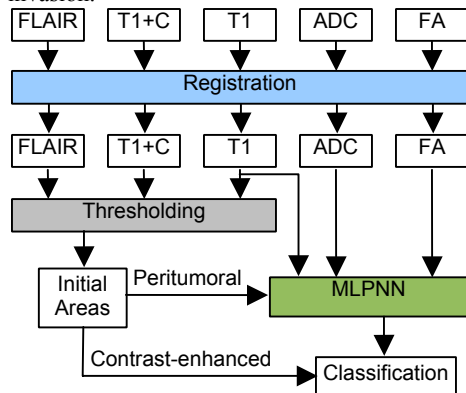 invasion.
FLAIR T1+C T1 ADC FA
Registration
FLAIR T1+C T1 ADC FA
Thresholding
Initial
Areas
Peritumoral
MLPNN
Contrast-enhanced
Classification